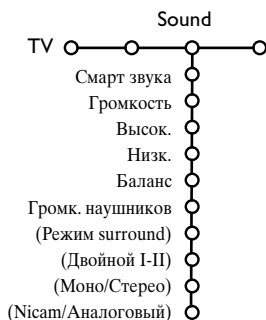 Sound
TV
Смарт звука
Громкость
Высок.
Низк.
Баланс
Громк. наушников
(Режим surround)
(Двойной I-II)
(Моно/Стерео)
(Nicam/Аналоговый)